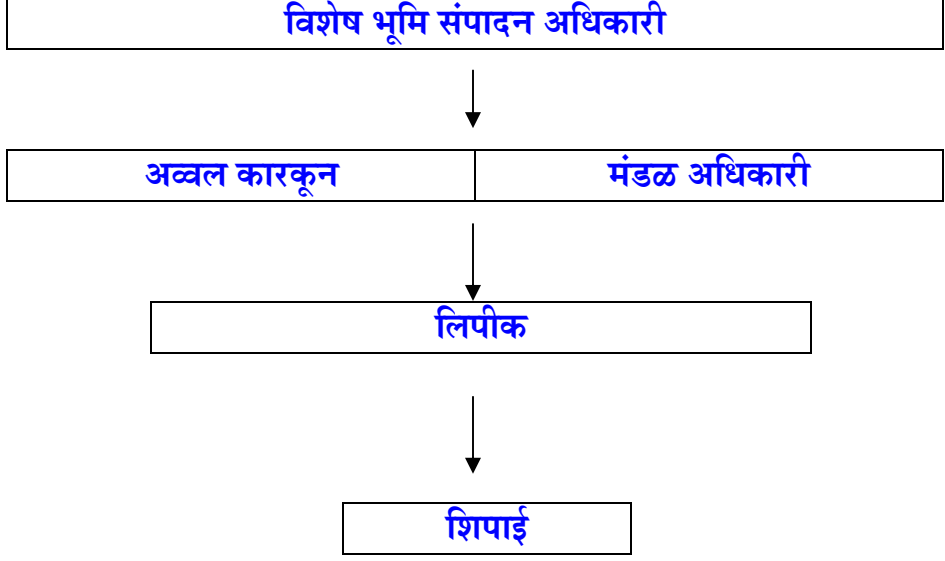 विशेष भूमि संपादन अधिकारी
अव्वल कारकून मंडळ अधिकारी
लिपीक
शिपाई